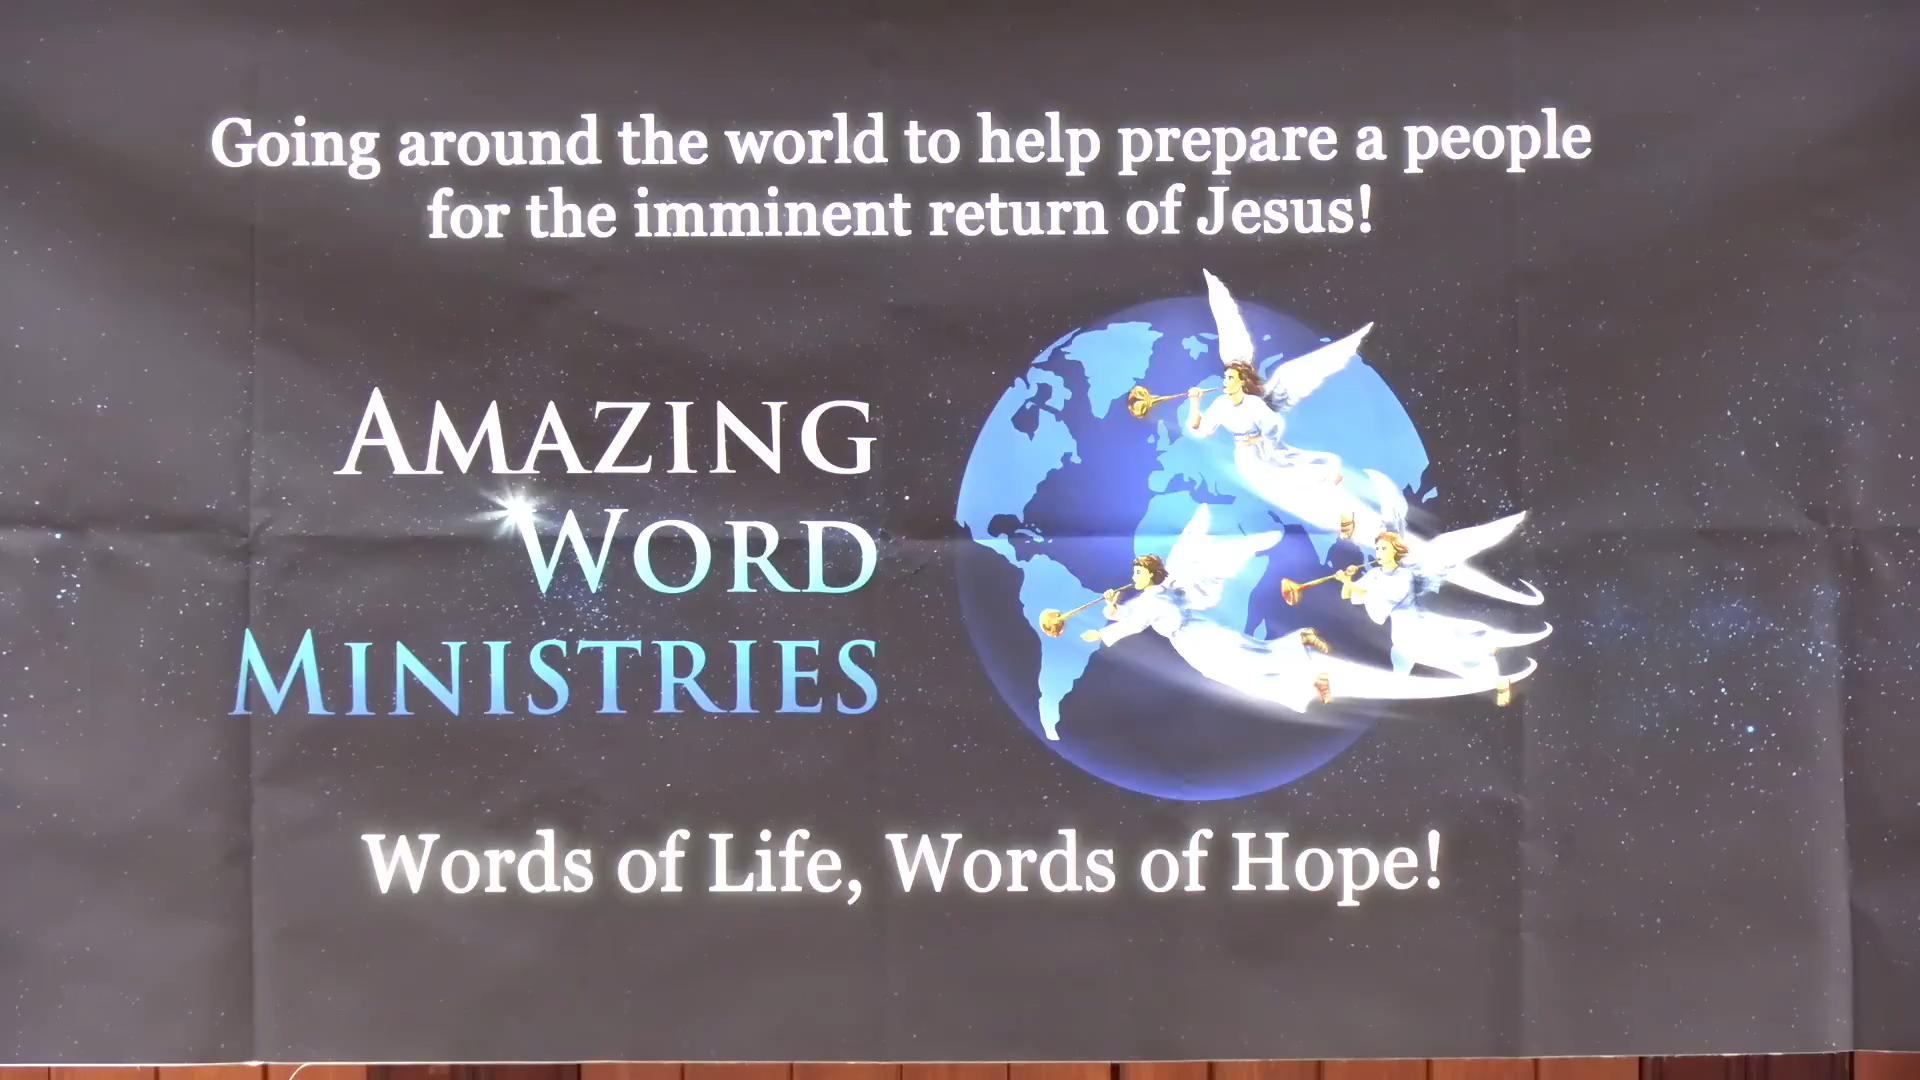 Going around the world to help prepare a people
for the imminent return of Jesus!
AMAZING
WORD
MINISTRIES
Words of Life, Words of Hope!